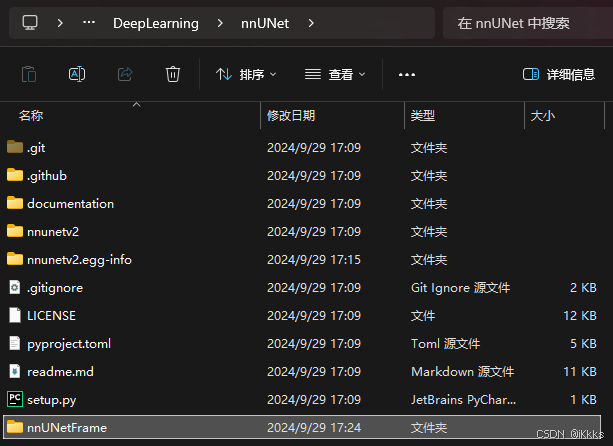 DeepLearning nnUNet 在 nnUNet 中搜索
排序 查看 详细信息
名称 修改日期 类型 大小
.git 2024/9/29 17:09 文件夹
.github 2024/9/29 17:09 文件夹
documentation 2024/9/29 17:09 文件夹
nnunetv2 2024/9/29 17:09 文件夹
nnunetv2.egg-info 2024/9/29 17:15 文件夹
.gitignore 2024/9/29 17:09 Git Ignore 源文件 2 KB
LICENSE 2024/9/29 17:09 文件 12 KB
pyproject.toml 2024/9/29 17:09 Toml 源文件 5 KB
readme.md 2024/9/29 17:09 Markdown 源文件 11 KB
PC setup.py 2024/9/29 17:09 JetBrains PyChar... 1 KB
nnUNetFrame 2024/9/29 17:24 文件夹
CSDN @jKkks